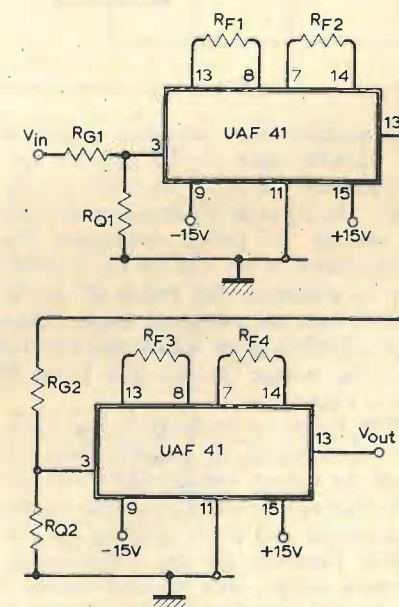 RF1 RF2
13 8 7 14
Vin RG1 3 UAF 41 13
RQ1
9 11 15
-15V +15V
RF3 RF4
RG2
13 8 7 14
3 UAF 41 13 Vout
RQ2
9 11 15
-15V +15V